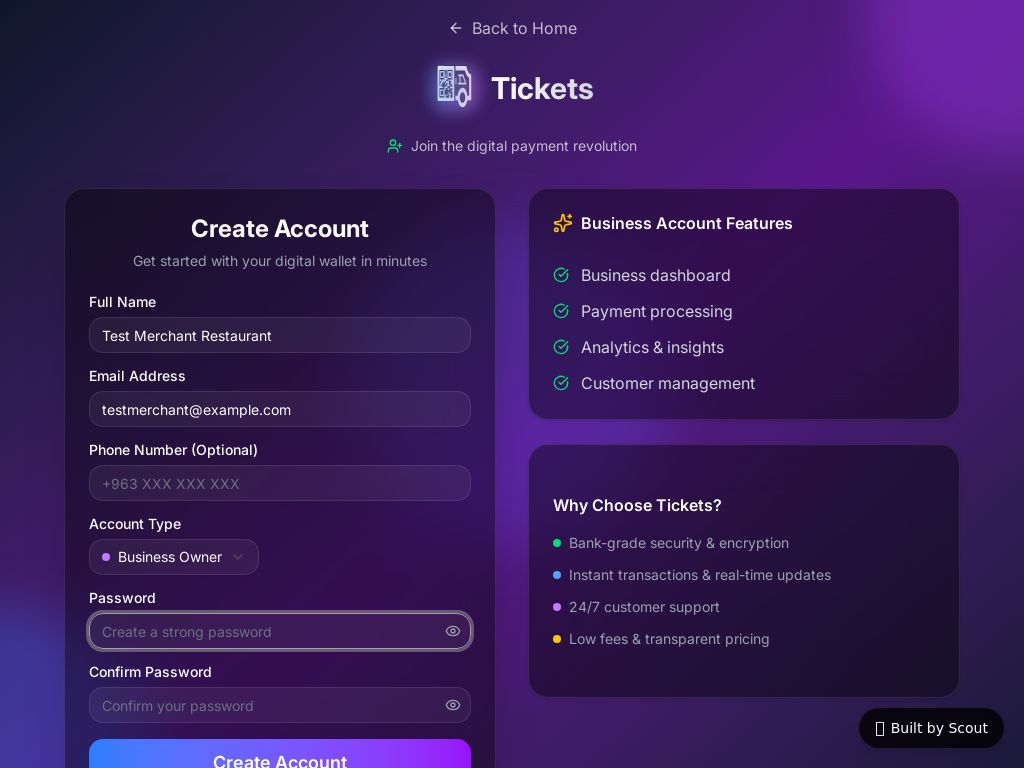 Back to Home
Tickets
Join the digital payment revolution
Create Account
Get started with your digital wallet in minutes
Full Name
Test Merchant Restaurant
Email Address
testmerchant@example.com
Phone Number (Optional)
+963 XXX XXX XXX
Account Type
Business Owner
Password
Create a strong password
Confirm Password
Confirm your password
Create Account
Business Account Features
Business dashboard
Payment processing
Analytics & insights
Customer management
Why Choose Tickets?
Bank-grade security & encryption
Instant transactions & real-time updates
24/7 customer support
Low fees & transparent pricing
Built by Scout